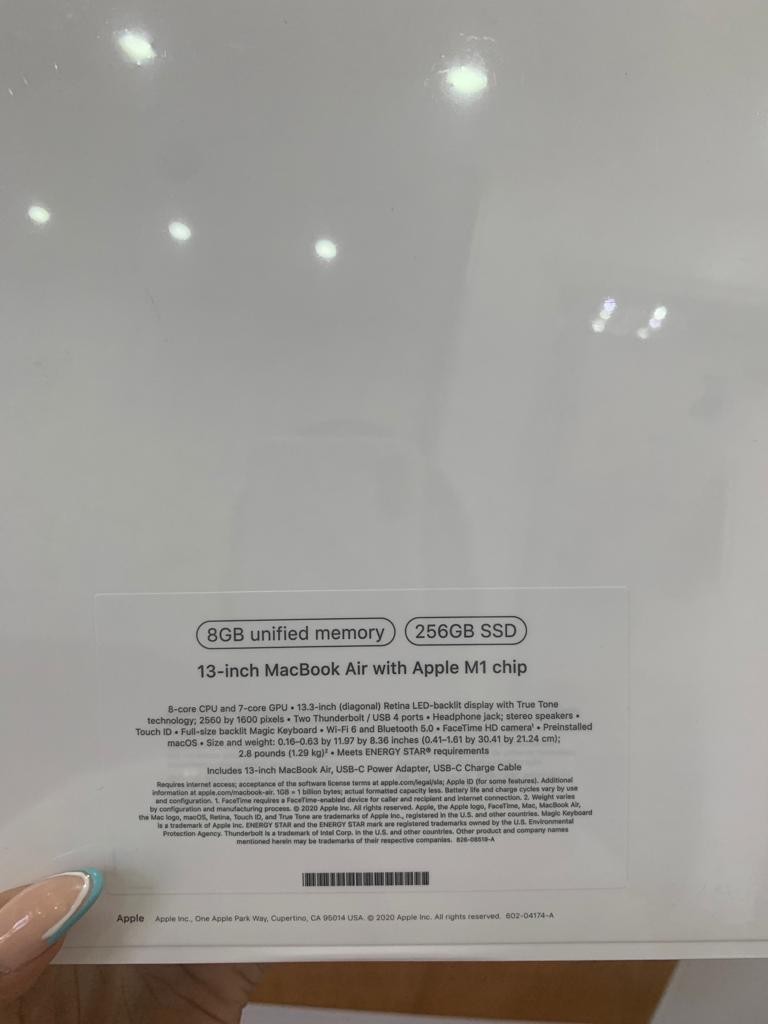 8GB unified memory 256GB SSD
13-inch MacBook Air with Apple M1 chip
8-core CPU and 7-core GPU • 13.3-inch (diagonal) Retina LED-backlit display with True Tone
technology; 2560 by 1600 pixels • Two Thunderbolt / USB 4 ports • Headphone jack; stereo speakers •
Touch ID • Full-size backlit Magic Keyboard • Wi-Fi 6 and Bluetooth 5.0 • FaceTime HD camera¹ • Preinstalled
macOS • Size and weight: 0.16–0.63 by 11.97 by 8.36 inches (0.41–1.61 by 30.41 by 21.24 cm);
2.8 pounds (1.29 kg)² • Meets ENERGY STAR® requirements
Includes 13-inch MacBook Air, USB-C Power Adapter, USB-C Charge Cable
Requires internet access; acceptance of the software license terms at apple.com/legal/sla; Apple ID (for some features). Additional
information at apple.com/macbook-air. 1GB = 1 billion bytes; actual formatted capacity less. Battery life and charge cycles vary by use
and configuration. 1. FaceTime requires a FaceTime-enabled device for caller and recipient and internet connection. 2. Weight varies
by configuration and manufacturing process. © 2020 Apple Inc. All rights reserved. Apple, the Apple logo, FaceTime, Mac, MacBook Air,
the Mac logo, macOS, Retina, Touch ID, and True Tone are trademarks of Apple Inc., registered in the U.S. and other countries. Magic Keyboard
is a trademark of Apple Inc. ENERGY STAR and the ENERGY STAR mark are registered trademarks owned by the U.S. Environmental
Protection Agency. Thunderbolt is a trademark of Intel Corp. in the U.S. and other countries. Other product and company names
mentioned herein may be trademarks of their respective companies. 826-08519-A
Apple Apple Inc., One Apple Park Way, Cupertino, CA 95014 USA. © 2020 Apple Inc. All rights reserved. 602-04174-A